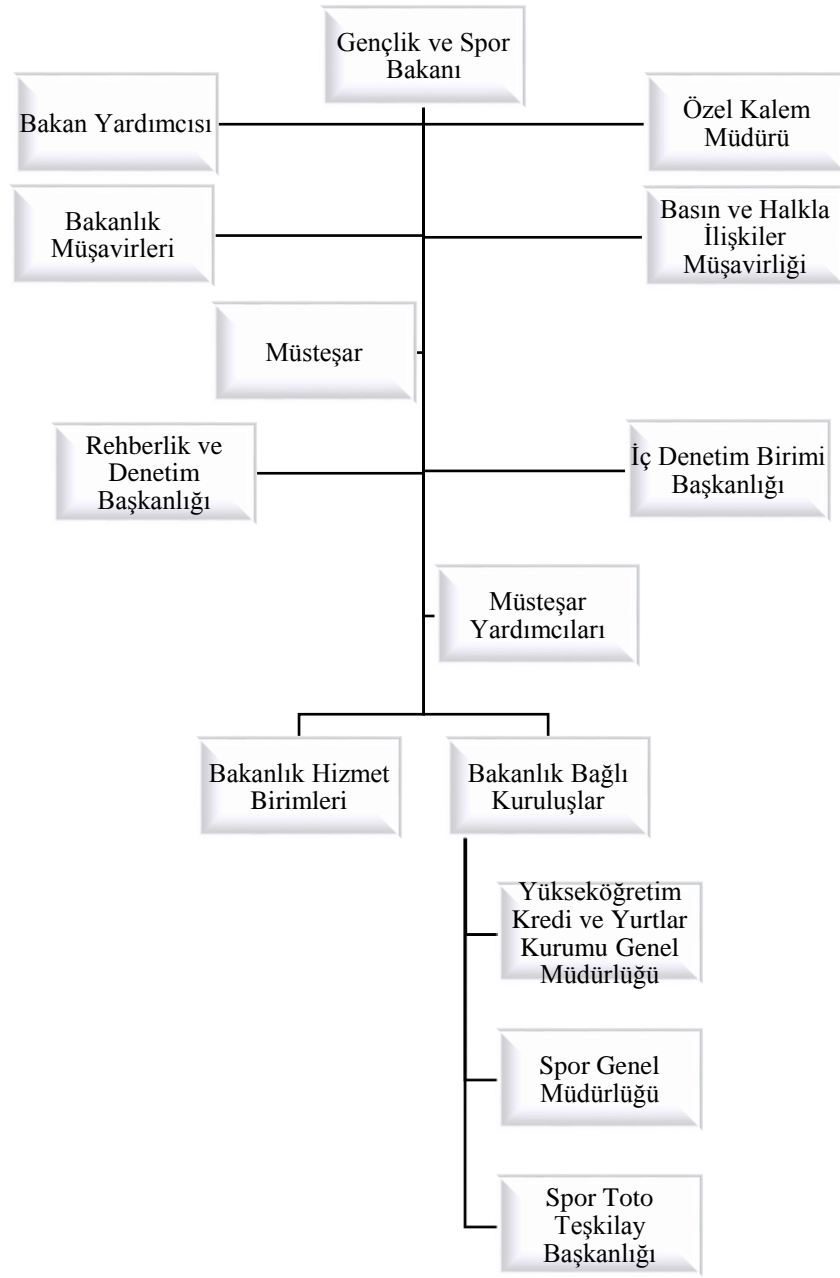 Gençlik ve Spor
Bakanı
Bakan Yardımcısı
Özel Kalem
Müdürü
Bakanlık
Müşavirleri
Basın ve Halkla
İlişkiler
Müşavirliği
Müsteşar
Rehberlik ve
Denetim
Başkanlığı
İç Denetim Birimi
Başkanlığı
Müsteşar
Yardımcıları
Bakanlık Hizmet
Birimleri
Bakanlık Bağlı
Kuruluşlar
Yükseköğretim
Kredi ve Yurtlar
Kurumu Genel
Müdürlüğü
Spor Genel
Müdürlüğü
Spor Toto
Teşkilay
Başkanlığı